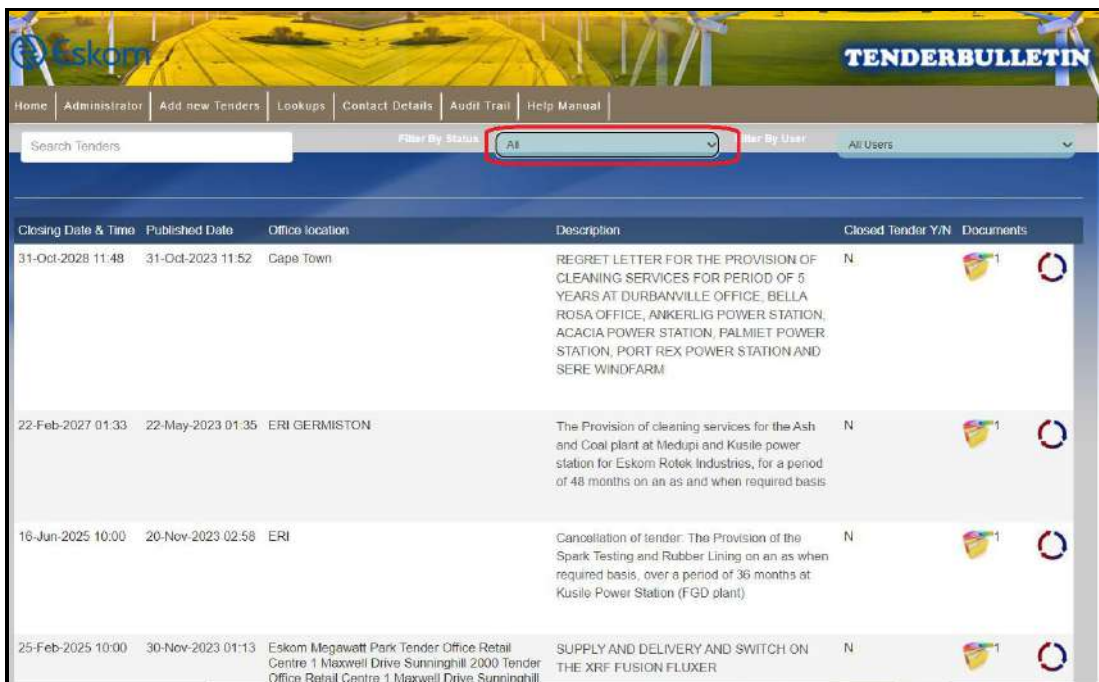 Eskom
TENDERBULLETIN
Home Administrator Add new Tenders Lookups Contact Details Audit Trail Help Manual
Search Tenders Filter By Status All Filter By User All Users
Closing Date & Time Published Date Office location Description Closed Tender Y/N Documents
31-Oct-2028 11:48 31-Oct-2023 11:52 Cape Town REGRET LETTER FOR THE PROVISION OF N 1
CLEANING SERVICES FOR PERIOD OF 5
YEARS AT DURBANVILLE OFFICE, BELLA
ROSA OFFICE, ANKERLIG POWER STATION,
ACACIA POWER STATION, PALMIET POWER
STATION, PORT REX POWER STATION AND
SERE WINDFARM
22-Feb-2027 01:33 22-May-2023 01:35 ERI GERMISTON The Provision of cleaning services for the Ash N 1
and Coal plant at Medupi and Kusile power
station for Eskom Rotek Industries, for a period
of 48 months on an as and when required basis
16-Jun-2025 10:00 20-Nov-2023 02:58 ERI Cancellation of tender: The Provision of the N 1
Spark Testing and Rubber Lining on an as when
required basis, over a period of 36 months at
Kusile Power Station (FGD plant)
25-Feb-2025 10:00 30-Nov-2023 01:13 Eskom Megawatt Park Tender Office Retail SUPPLY AND DELIVERY AND SWITCH ON N 1
Centre 1 Maxwell Drive Sunninghill 2000 Tender THE XRF FUSION FLUXER
Office Retail Centre 1 Maxwell Drive Sunninghill